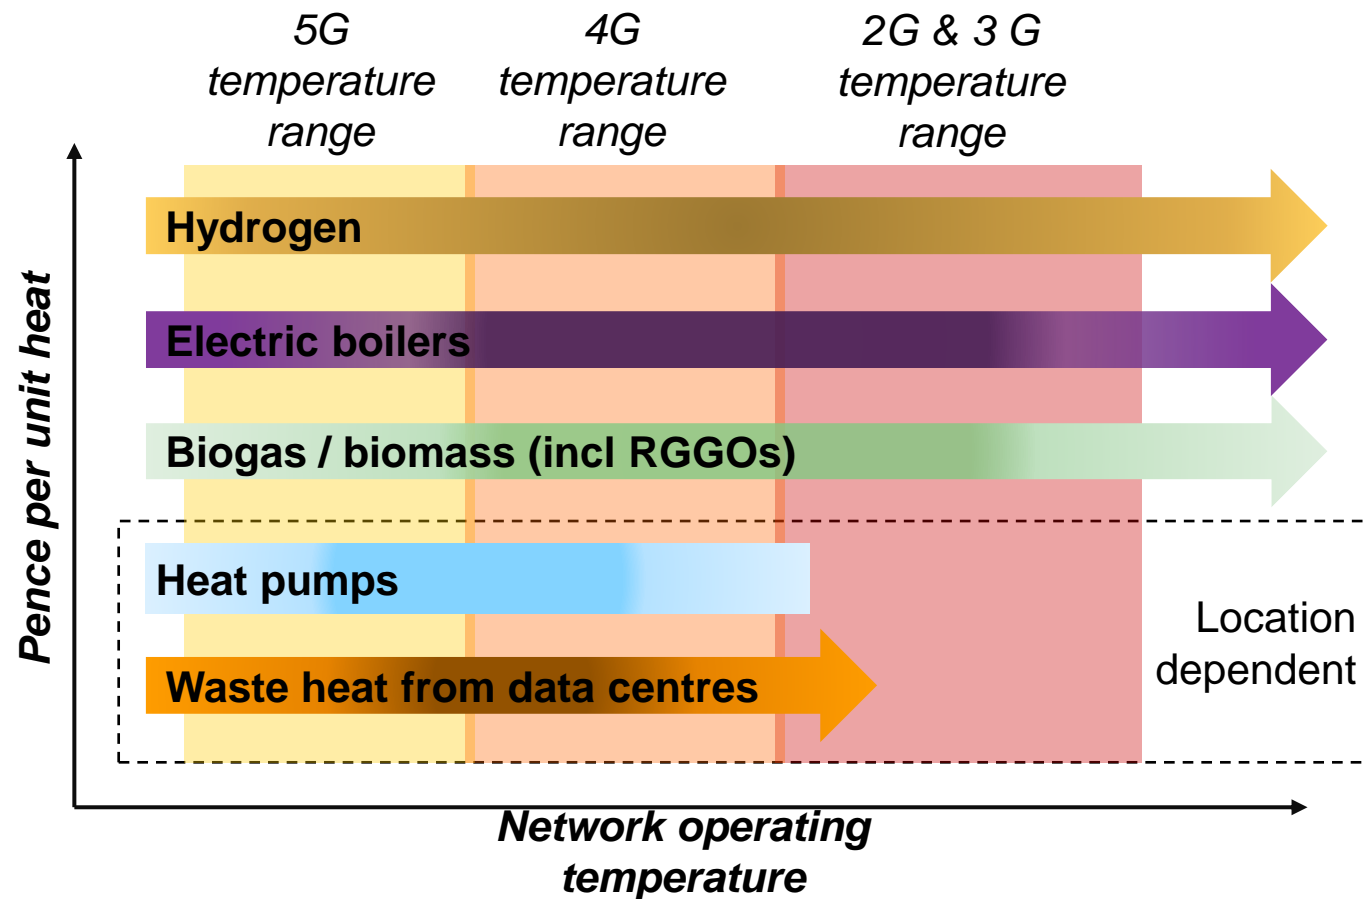 5G
temperature
range
4G
temperature
range
2G & 3 G
temperature
range
Pence per unit heat
Hydrogen
Electric boilers
Biogas / biomass (incl RGGOs)
Heat pumps
Waste heat from data centres
Location
dependent
Network operating
temperature